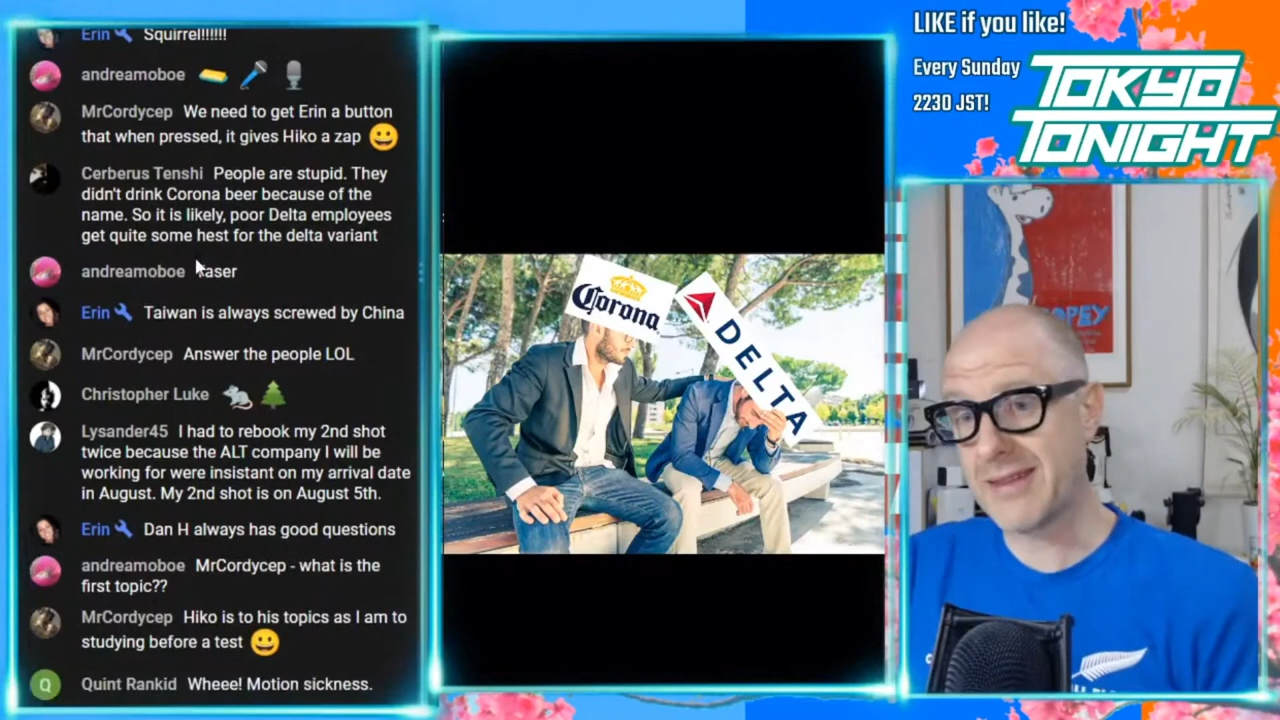 Erin Squirrel!!!!!!
andreamoboe
MrCordycep We need to get Erin a button
that when pressed, it gives Hiko a zap
Cerberus Tenshi People are stupid. They
didn't drink Corona beer because of the
name. So it is likely, poor Delta employees
get quite some hest for the delta variant
andreamoboe
Erin Taiwan is always screwed by China
MrCordycep Answer the people LOL
Christopher Luke
Lysander45 I had to rebook my 2nd shot
twice because the ALT company I will be
working for were insistant on my arrival date
in August. My 2nd shot is on August 5th.
Erin Dan H always has good questions
andreamoboe MrCordycep - what is the
first topic??
MrCordycep Hiko is to his topics as I am to
studying before a test
Q
Quint Rankid Wheee! Motion sickness.
Corona
DELTA
LIKE if you like!
Every Sunday
2230 JST!
TOKYO
TONIGHT